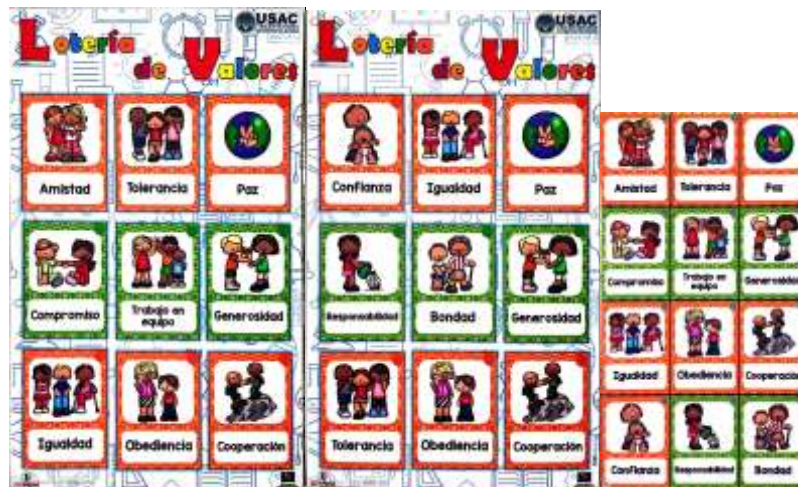 USAC
Lotería
de Valores
Amistad
Tolerancia
Paz
Compromiso
Trabajo en
equipo
Generosidad
Igualdad
Obediencia
Cooperación
USAC
Lotería
de Valores
Confianza
Igualdad
Paz
Responsabilidad
Bondad
Generosidad
Tolerancia
Obediencia
Cooperación
Amistad
Tolerancia
Paz
Compromiso
Trabajo en
equipo
Generosidad
Igualdad
Obediencia
Cooperación
Confianza
Responsabilidad
Bondad